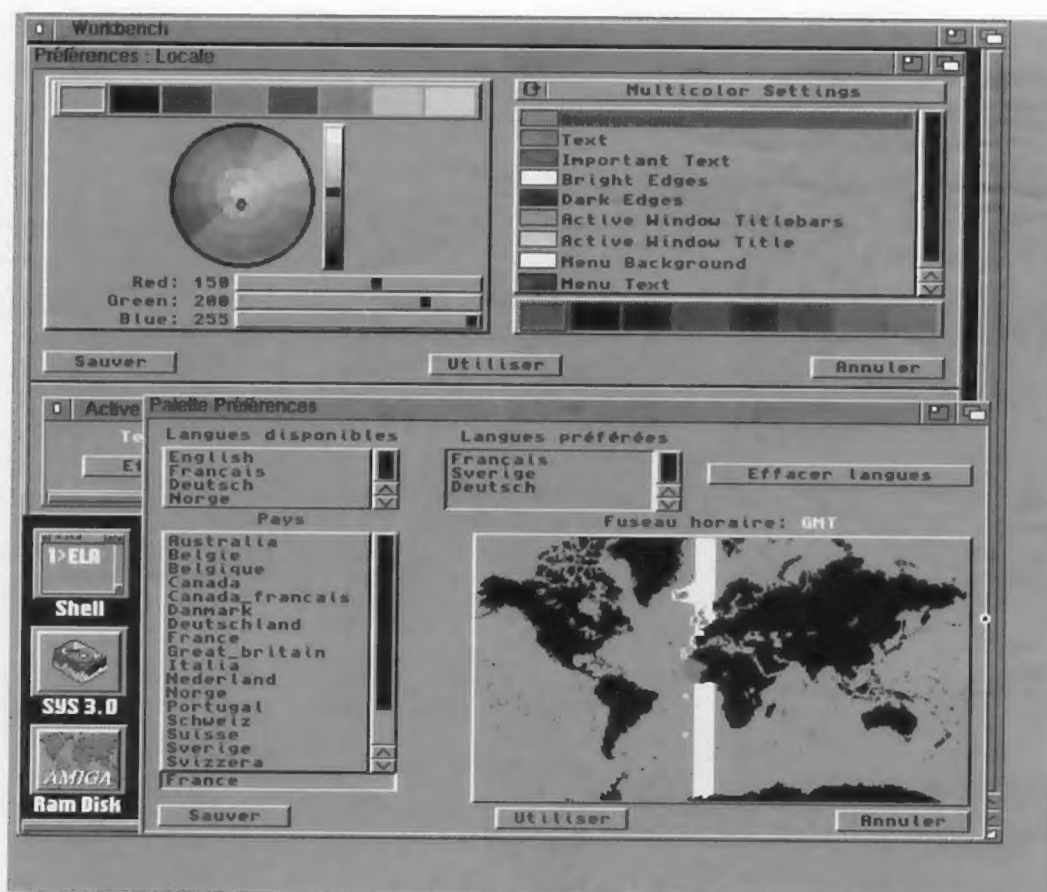 Workbench
Préférences : Locale
Multicolor Settings
Text
Important Text
Bright Edges
Dark Edges
Active Window Titlebars
Active Window Title
Menu Background
Menu Text
Red: 150
Green: 200
Blue: 255
Sauver
Utiliser
Annuler
Active
Te
Ef
Palette Préférences
Langues disponibles
English
Français
Deutsch
Norge
Langues préférées
Français
Sverige
Deutsch
Effacer langues
Pays
Australia
Belgie
Belgique
Canada
Canada_francais
Danmark
Deutschland
France
Great_britain
Italia
Nederland
Norge
Portugal
Schweiz
Suisse
Sverige
Svizzera
France
Fuseau horaire: GMT
Sauver
Utiliser
Annuler
1>ELA
Shell
SYS 3.0
AMIGA
Ram Disk